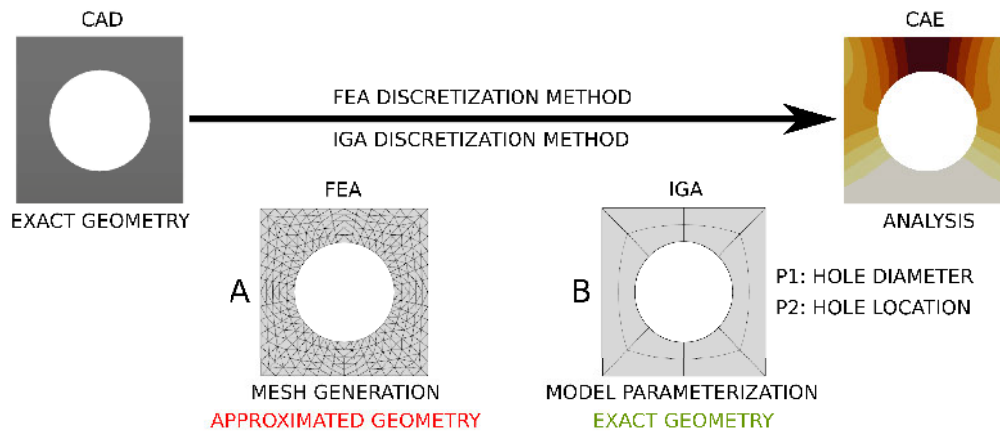 CAD
CAE
FEA DISCRETIZATION METHOD
IGA DISCRETIZATION METHOD
EXACT GEOMETRY
ANALYSIS
FEA
IGA
A
B
P1: HOLE DIAMETER
P2: HOLE LOCATION
MESH GENERATION
MODEL PARAMETERIZATION
APPROXIMATED GEOMETRY
EXACT GEOMETRY